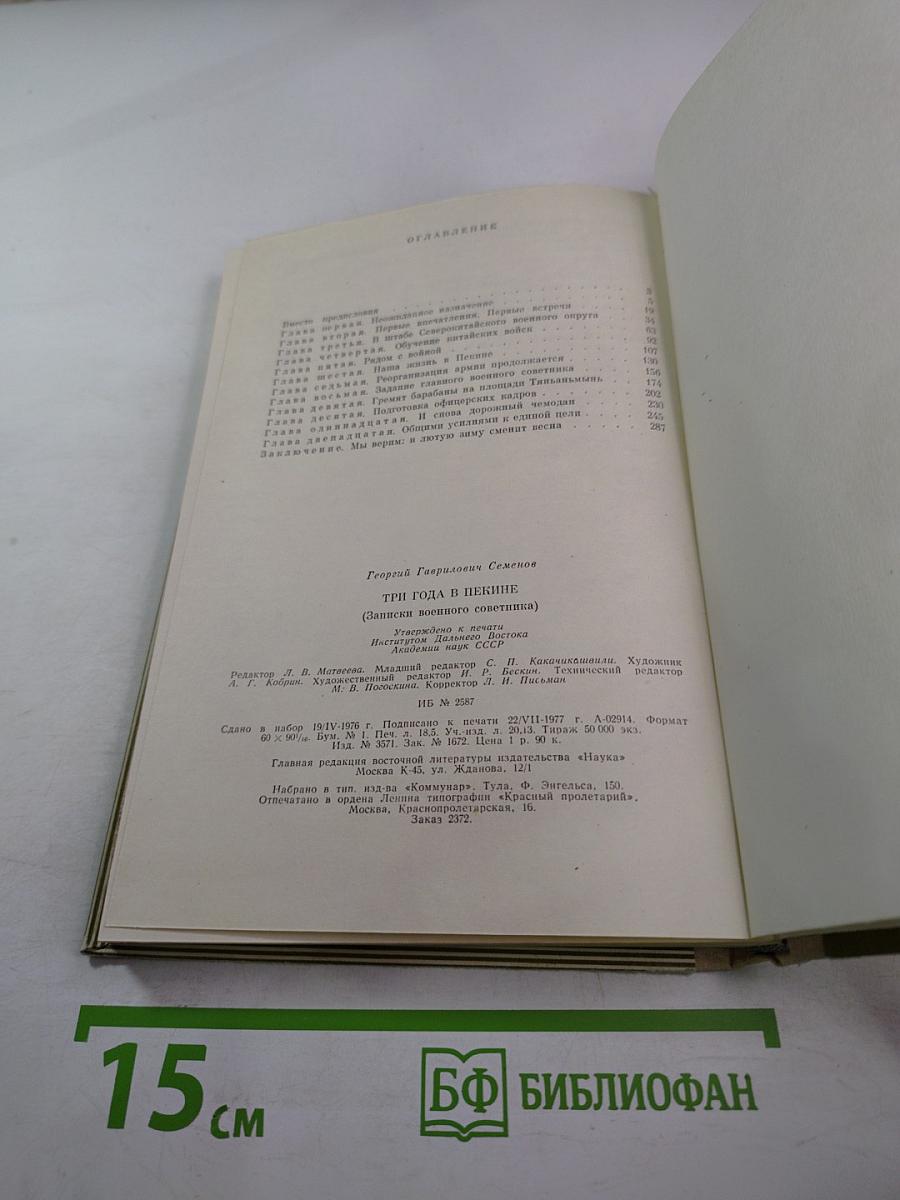 ОГЛАВЛЕНИЕ
Вместо предисловия . . . . . . . . . . . . 3
Глава первая. Неожиданное назначение . . . . . . 5
Глава вторая. Первые впечатления. Первые встречи . . . 19
Глава третья. В штабе Северокитайского военного округа 34
Глава четвертая. Обучение китайских войск . . . . 63
Глава пятая. Рядом с войной . . . . . . . . . 92
Глава шестая. Наша жизнь в Пекине . . . . . . . 107
Глава седьмая. Реорганизация армии продолжается . . . 130
Глава восьмая. Задание главного военного советника . . 156
Глава девятая. Гремят барабаны на площади Тяньаньмынь . 174
Глава десятая. Подготовка офицерских кадров . . . . 202
Глава одиннадцатая. И снова дорожный чемодан . . . 230
Глава двенадцатая. Общими усилиями к единой цели . . 245
Заключение. Мы верим: и лютую зиму сменит весна . . . 287
Георгий Гаврилович Семенов
ТРИ ГОДА В ПЕКИНЕ
(Записки военного советника)
Утверждено к печати
Институтом Дальнего Востока
Академии наук СССР
Редактор Л. В. Матвеева. Младший редактор С. П. Какачикашвили. Художник
А. Г. Кобрин. Художественный редактор И. Р. Бескин. Технический редактор
М. В. Погоскина. Корректор Л. И. Письман
ИБ № 2587
Сдано в набор 19/IV-1976 г. Подписано к печати 22/VII-1977 г. А-02914. Формат
60 × 90¹/₁₆. Бум. № 1. Печ. л. 18,5. Уч.-изд. л. 20,13. Тираж 50 000 экз.
Изд. № 3571. Зак. № 1672. Цена 1 р. 90 к.
Главная редакция восточной литературы издательства «Наука»
Москва К-45, ул. Жданова, 12/1
Набрано в тип. изд-ва «Коммунар». Тула, Ф. Энгельса, 150.
Отпечатано в ордена Ленина типографии «Красный пролетарий».
Москва, Краснопролетарская, 16.
Заказ 2372.
15 см
БФ БИБЛИОФАН